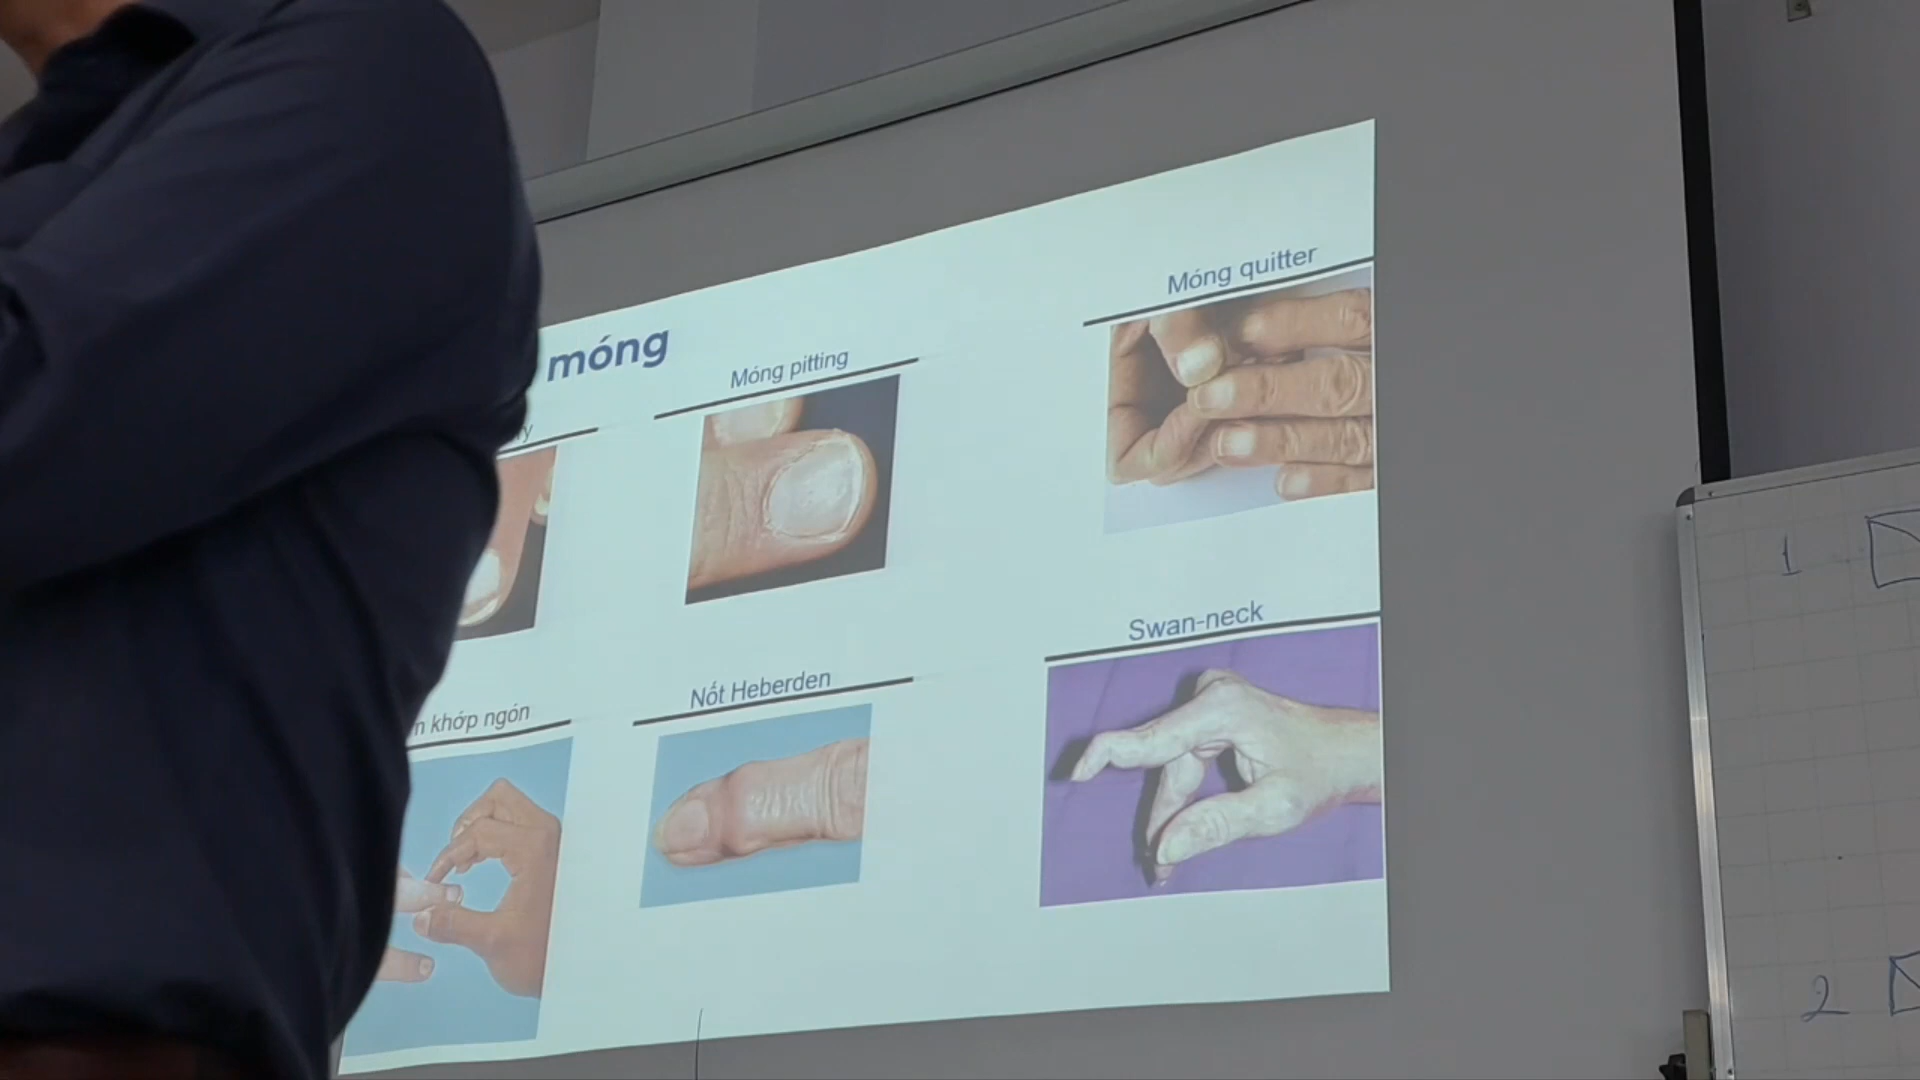 móng
Móng pitting
Móng quitter
khớp ngón
Nốt Heberden
Swan-neck
1
2